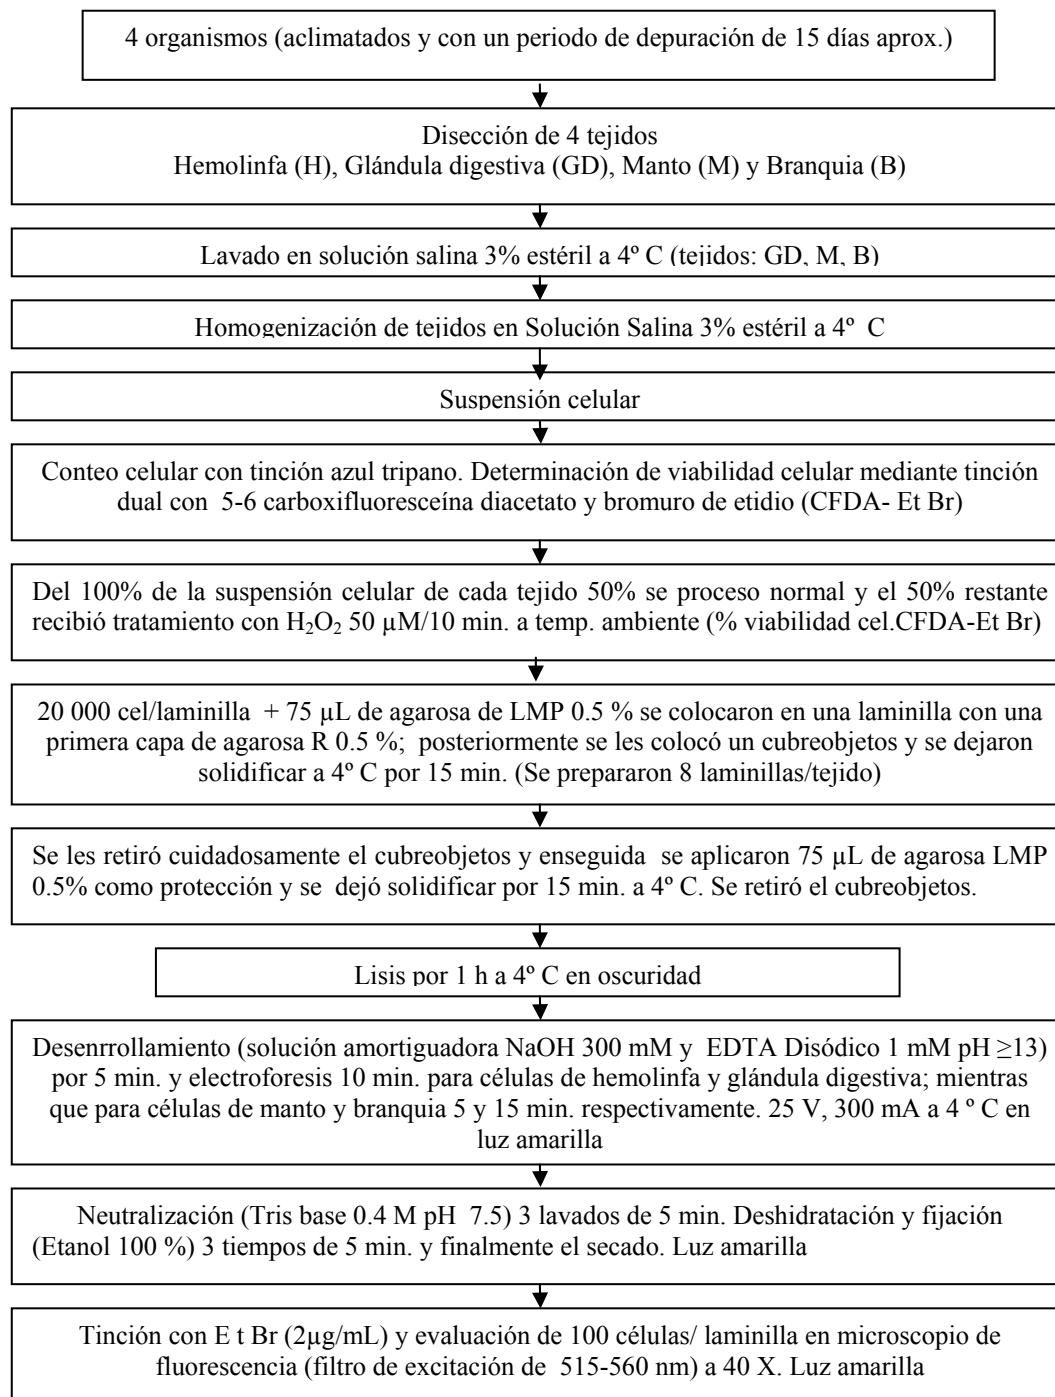 4 organismos (aclimatados y con un periodo de depuración de 15 días aprox.)
Disección de 4 tejidos
Hemolinfa (H), Glándula digestiva (GD), Manto (M) y Branquia (B)
Lavado en solución salina 3% estéril a 4º C (tejidos: GD, M, B)
Homogenización de tejidos en Solución Salina 3% estéril a 4º C
Suspensión celular
Conteo celular con tinción azul tripano. Determinación de viabilidad celular mediante tinción
dual con 5-6 carboxifluoresceína diacetato y bromuro de etidio (CFDA- Et Br)
Del 100% de la suspensión celular de cada tejido 50% se proceso normal y el 50% restante
recibió tratamiento con H₂O₂ 50 µM/10 min. a temp. ambiente (% viabilidad cel.CFDA-Et Br)
20 000 cel/laminilla + 75 µL de agarosa de LMP 0.5 % se colocaron en una laminilla con una
primera capa de agarosa R 0.5 %; posteriormente se les colocó un cubreobjetos y se dejaron
solidificar a 4º C por 15 min. (Se prepararon 8 laminillas/tejido)
Se les retiró cuidadosamente el cubreobjetos y enseguida se aplicaron 75 µL de agarosa LMP
0.5% como protección y se dejó solidificar por 15 min. a 4º C. Se retiró el cubreobjetos.
Lisis por 1 h a 4º C en oscuridad
Desenrrollamiento (solución amortiguadora NaOH 300 mM y EDTA Disódico 1 mM pH ≥13)
por 5 min. y electroforesis 10 min. para células de hemolinfa y glándula digestiva; mientras
que para células de manto y branquia 5 y 15 min. respectivamente. 25 V, 300 mA a 4 º C en
luz amarilla
Neutralización (Tris base 0.4 M pH 7.5) 3 lavados de 5 min. Deshidratación y fijación
(Etanol 100 %) 3 tiempos de 5 min. y finalmente el secado. Luz amarilla
Tinción con E t Br (2µg/mL) y evaluación de 100 células/ laminilla en microscopio de
fluorescencia (filtro de excitación de 515-560 nm) a 40 X. Luz amarilla